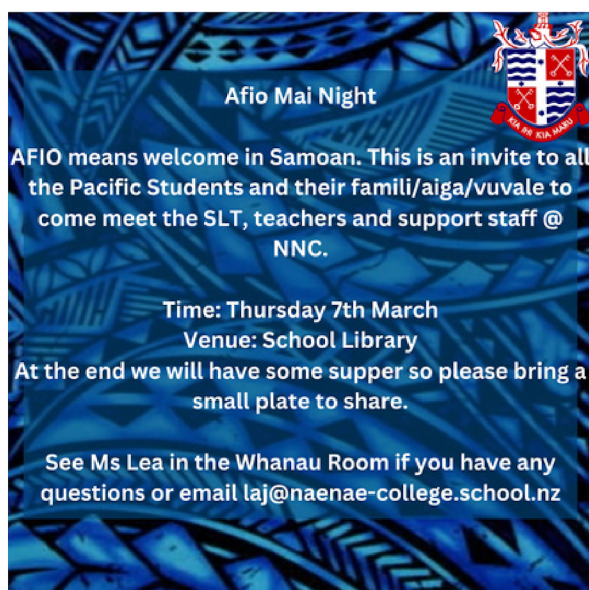 KIA IHI KIA MARU
Afio Mai Night
AFIO means welcome in Samoan. This is an invite to all
the Pacific Students and their famili/aiga/vuvale to
come meet the SLT, teachers and support staff @
NNC.
Time: Thursday 7th March
Venue: School Library
At the end we will have some supper so please bring a
small plate to share.
See Ms Lea in the Whanau Room if you have any
questions or email laj@naenae-college.school.nz